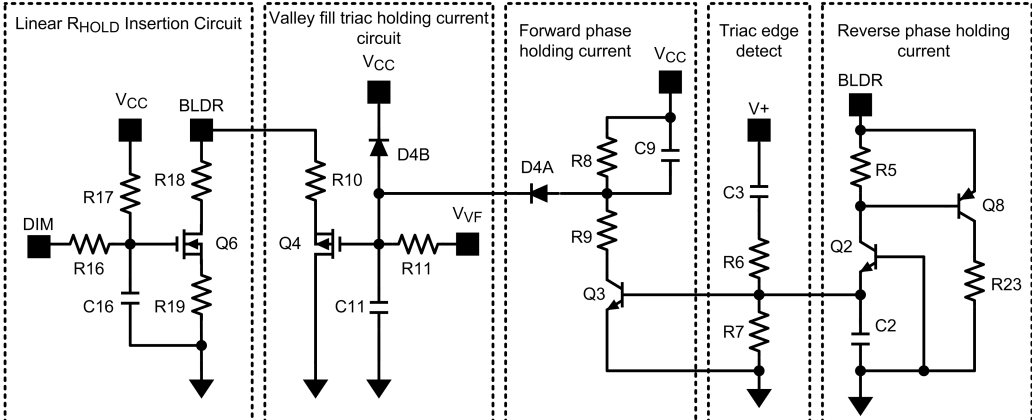 Linear RHOLD Insertion Circuit
VCC
BLDR
R17
R18
DIM
R16
Q6
C16
R19
Valley fill triac holding current
circuit
VCC
D4B
R10
VVF
Q4
R11
C11
Forward phase
holding current
VCC
R8
C9
D4A
R9
Q3
Triac edge
detect
V+
C3
R6
R7
Reverse phase holding
current
BLDR
R5
Q8
Q2
R23
C2